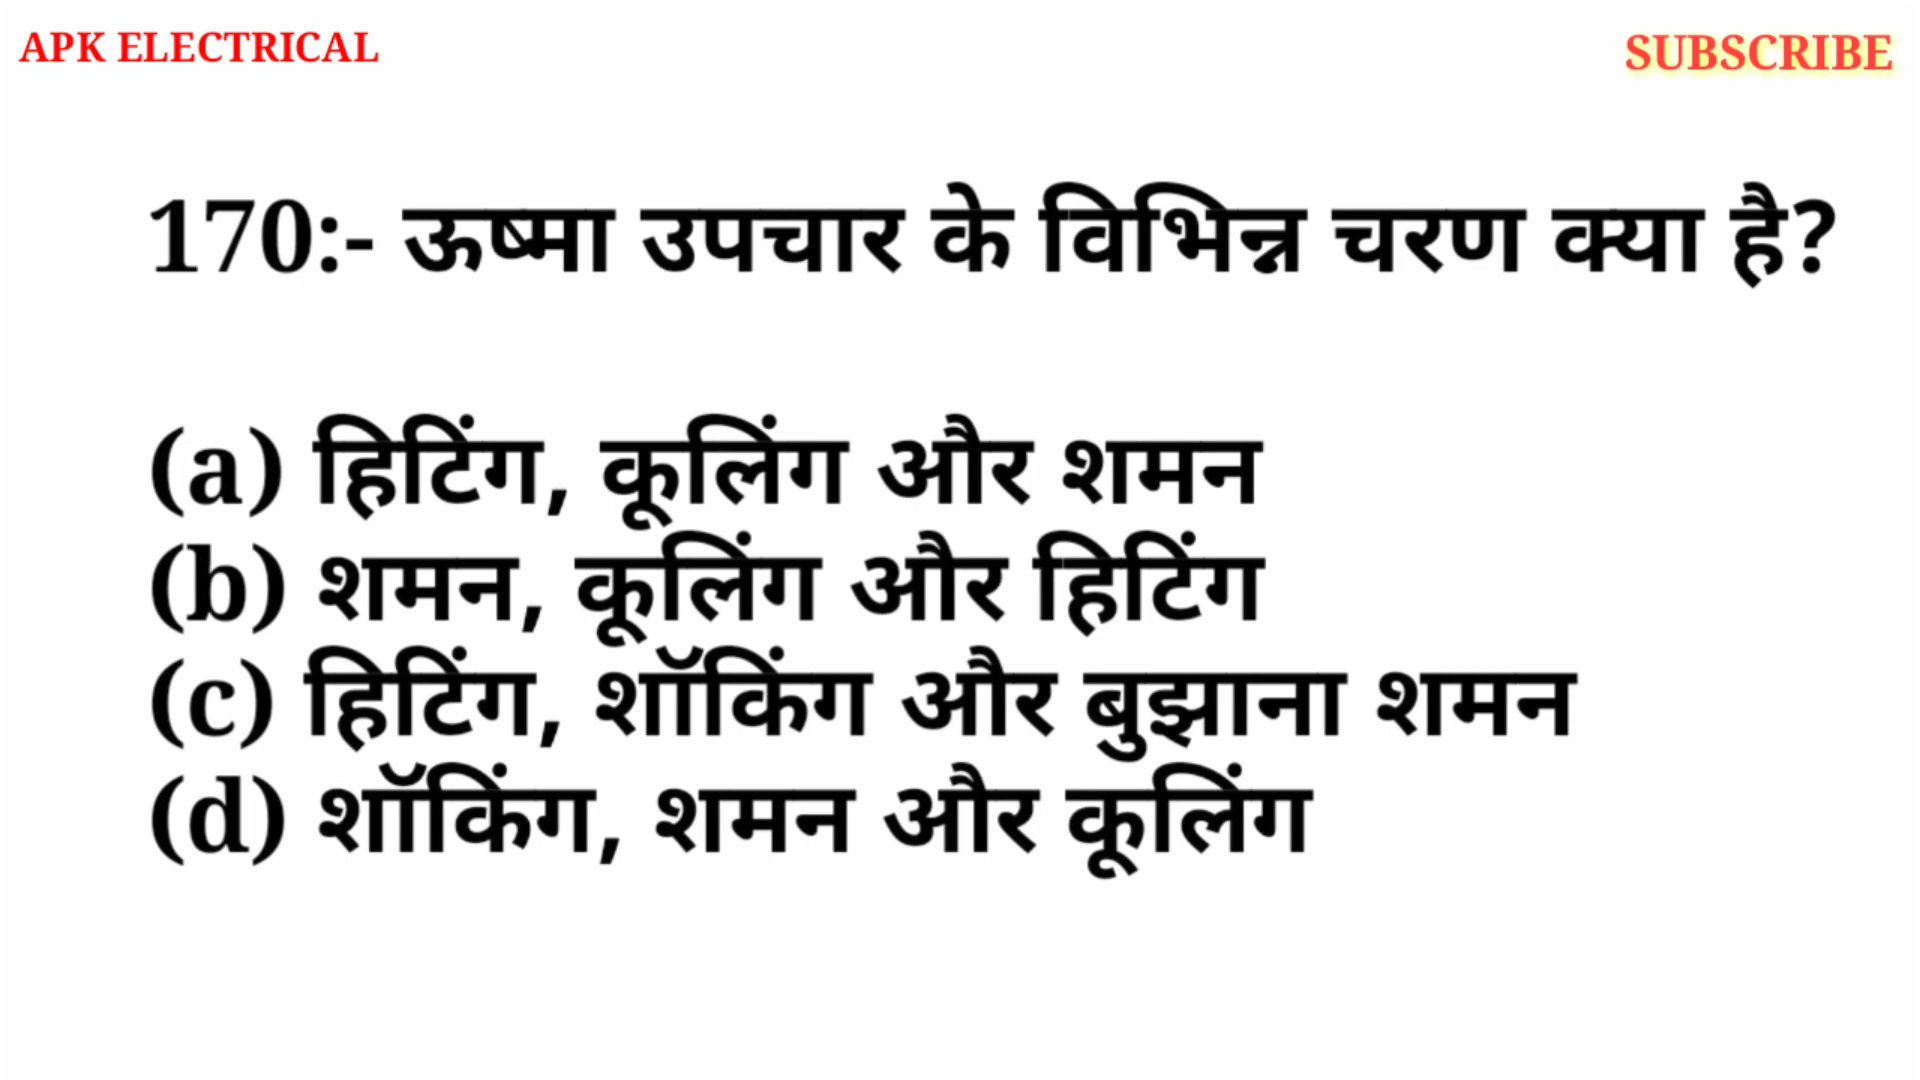 APK ELECTRICAL
SUBSCRIBE
170:- ऊष्मा उपचार के विभिन्न चरण क्या है?
(a) हिटिंग, कूलिंग और शमन
(b) शमन, कूलिंग और हिटिंग
(c) हिटिंग, शॉकिंग और बुझाना शमन
(d) शॉकिंग, शमन और कूलिंग